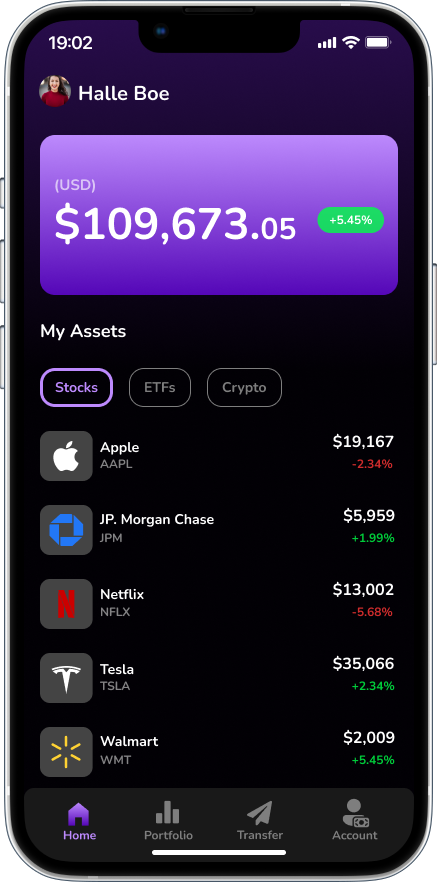 19:02
Halle Boe
(USD)
$109,673.05
+5.45%
My Assets
Stocks ETFs Crypto
Apple $19,167
AAPL -2.34%
JP. Morgan Chase $5,959
JPM +1.99%
Netflix $13,002
NFLX -5.68%
Tesla $35,066
TSLA +2.34%
Walmart $2,009
WMT +5.45%
Home Portfolio Transfer Account